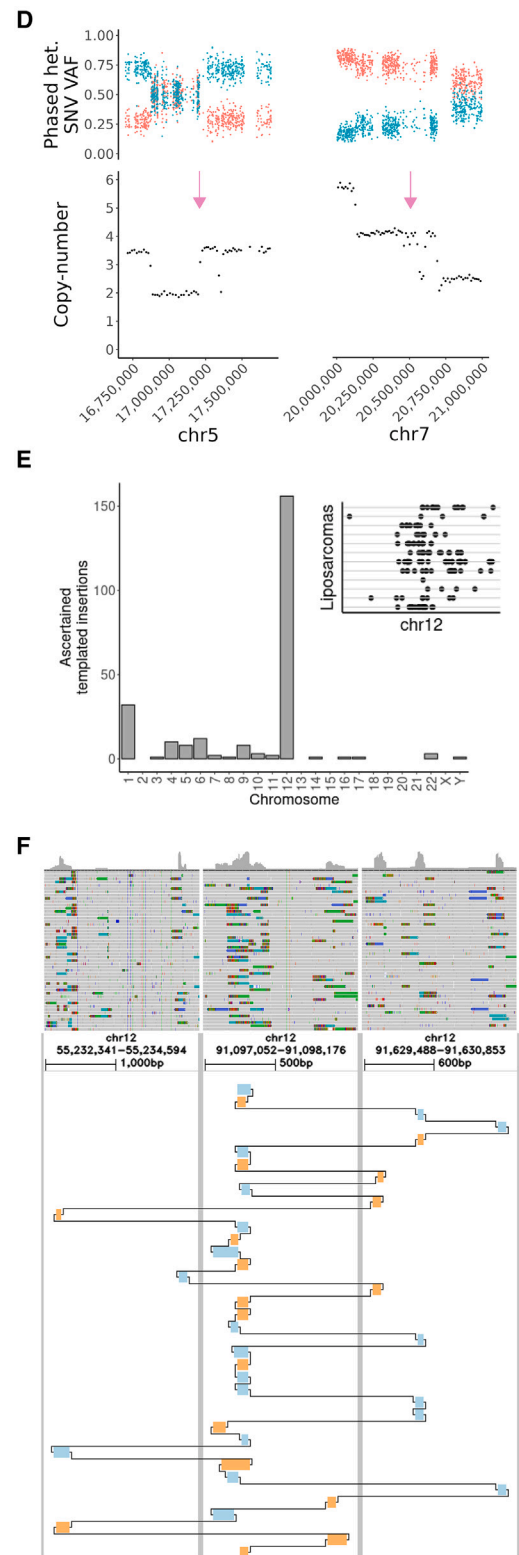 D
Phased het.
SNV VAF
1.00
0.75
0.50
0.25
0.00
Copy-number
6
5
4
3
2
1
0
16,750,000
17,000,000
17,250,000
17,500,000
chr5
20,000,000
20,250,000
20,500,000
20,750,000
21,000,000
chr7
E
Ascertained
templated insertions
150
100
50
0
1 2 3 4 5 6 7 8 9 10 11 12 13 14 15 16 17 18 19 20 21 22 X Y
Chromosome
Liposarcomas
chr12
F
chr12 chr12 chr12
55,232,341−55,234,594 91,097,052−91,098,176 91,629,488−91,630,853
1,000bp 500bp 600bp